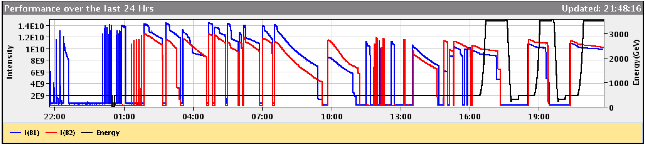 Performance over the last 24 Hrs Updated: 21:48:16
1.4E10
1.2E10
1E10
8E9
6E9
4E9
2E9
Intensity
3000
2000
1000
0
Energy(GeV)
22:00 01:00 04:00 07:00 10:00 13:00 16:00 19:00
I(B1) I(B2) Energy